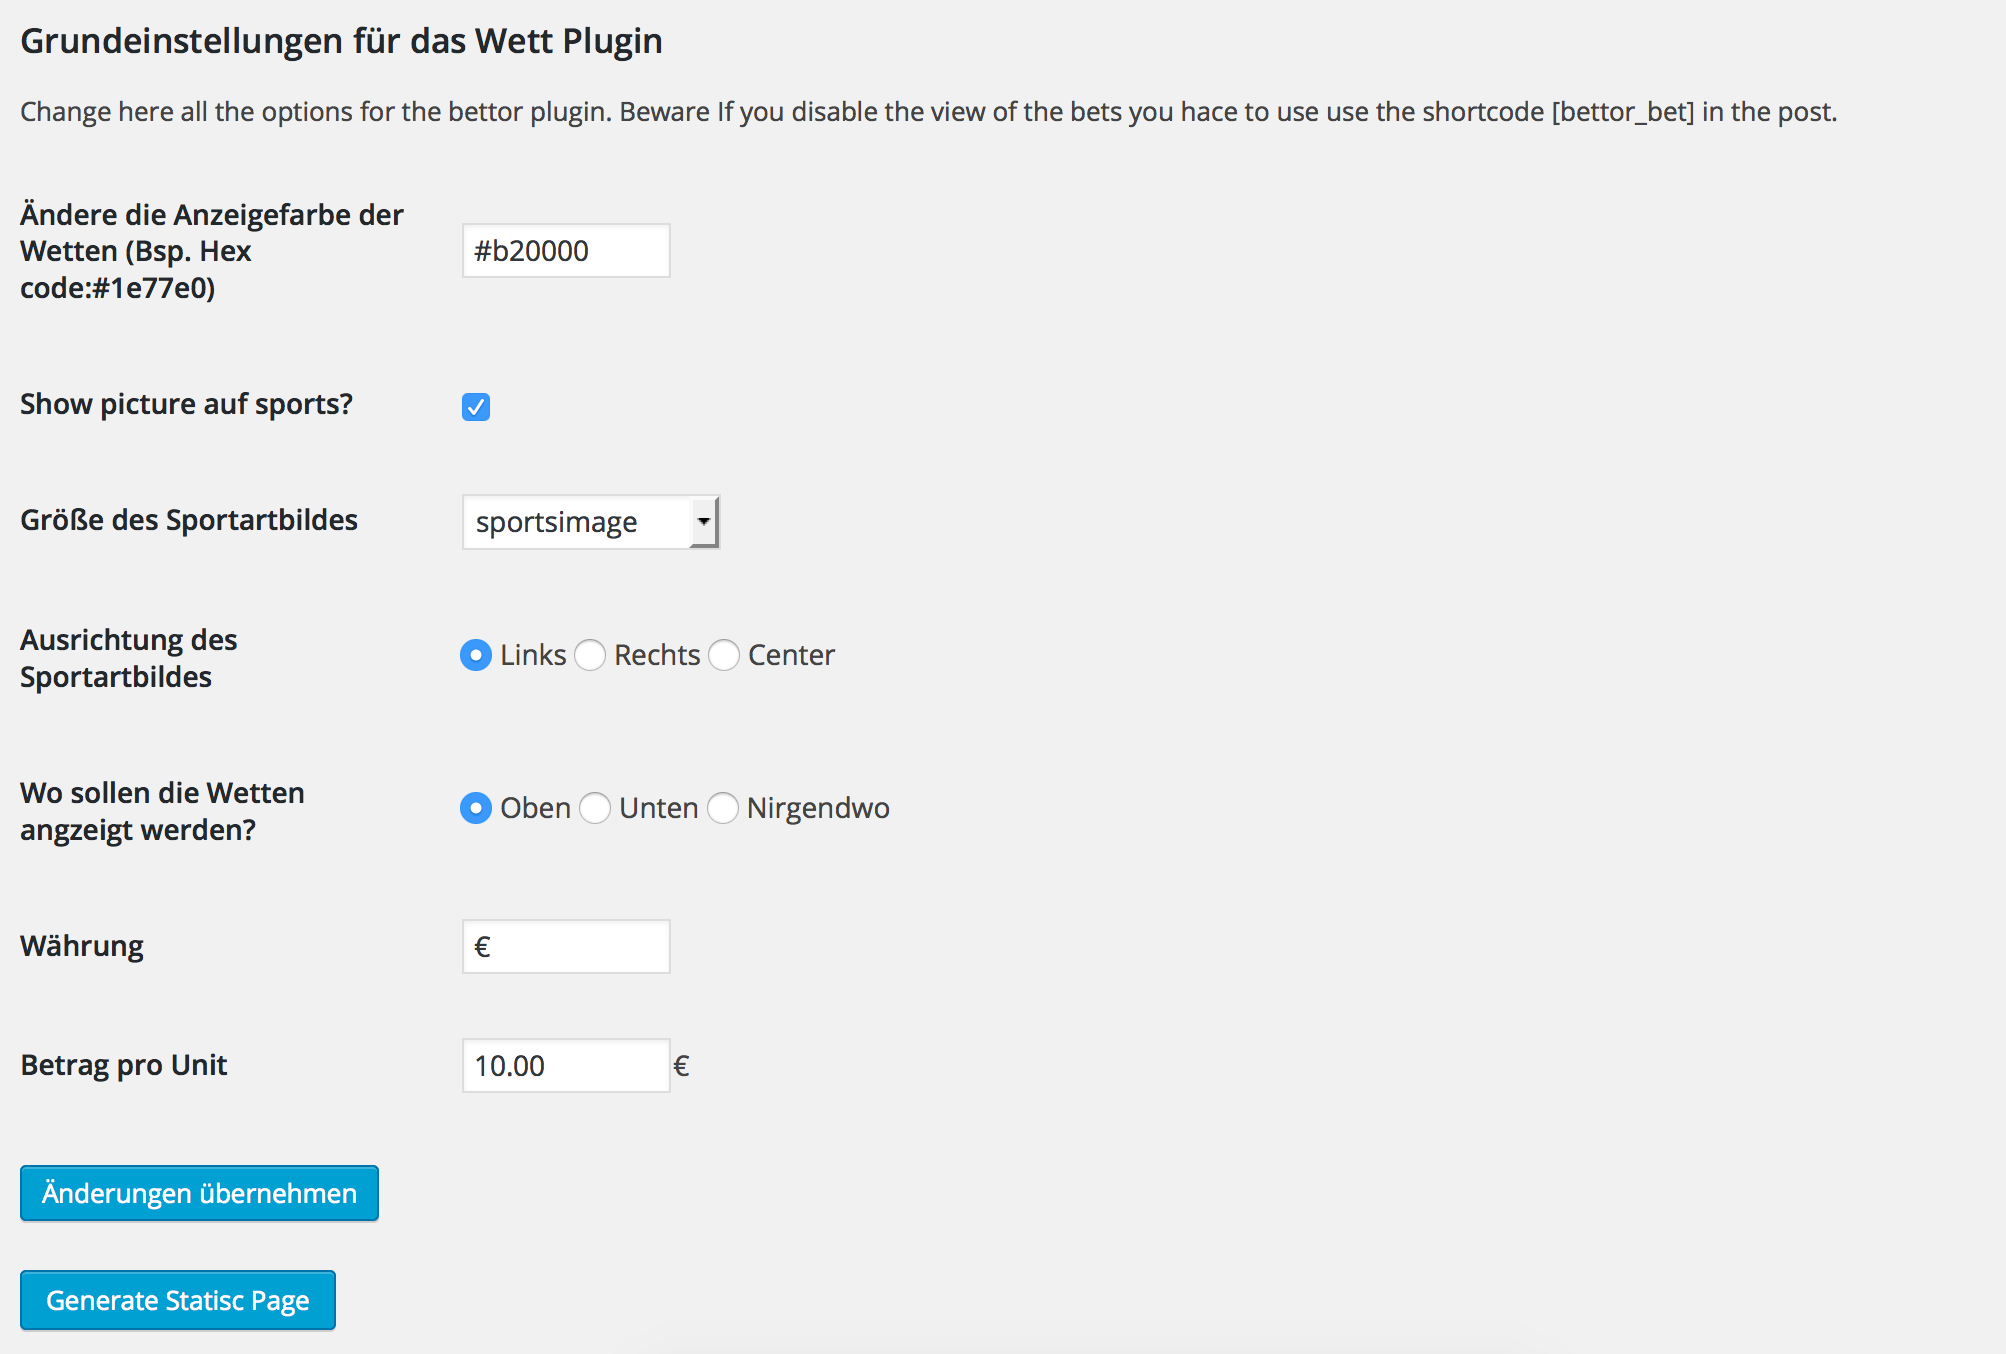 Grundeinstellungen für das Wett Plugin
Change here all the options for the bettor plugin. Beware If you disable the view of the bets you hace to use use the shortcode [bettor_bet] in the post.
Ändere die Anzeigefarbe der
Wetten (Bsp. Hex
code:#1e77e0)
#b20000
Show picture auf sports?
Größe des Sportartbildes
sportsimage
Ausrichtung des
Sportartbildes
Links Rechts Center
Wo sollen die Wetten
angzeigt werden?
Oben Unten Nirgendwo
Währung
€
Betrag pro Unit
10.00 €
Änderungen übernehmen
Generate Statisc Page